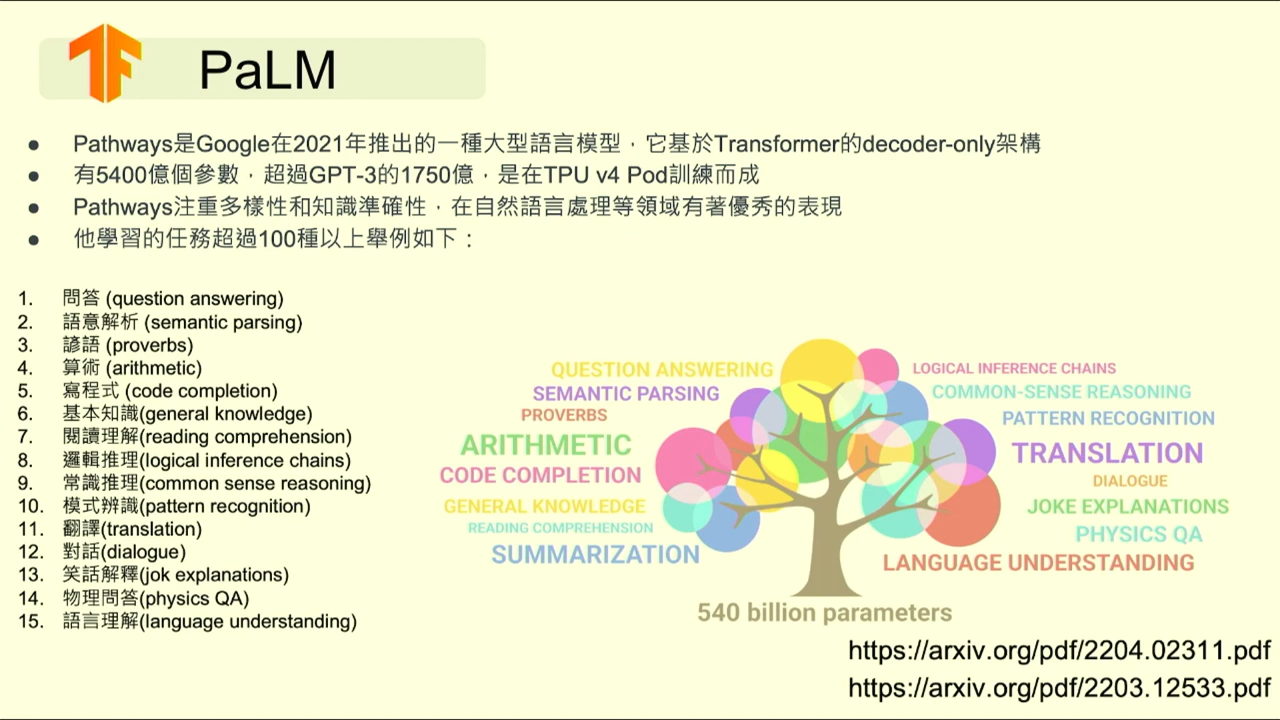 PaLM
● Pathways是Google在2021年推出的一種大型語言模型，它基於Transformer的decoder-only架構
● 有5400億個參數，超過GPT-3的1750億，是在TPU v4 Pod訓練而成
● Pathways注重多樣性和知識準確性，在自然語言處理等領域有著優秀的表現
● 他學習的任務超過100種以上舉例如下：
1. 問答 (question answering)
2. 語意解析 (semantic parsing)
3. 諺語 (proverbs)
4. 算術 (arithmetic)
5. 寫程式 (code completion)
6. 基本知識(general knowledge)
7. 閱讀理解(reading comprehension)
8. 邏輯推理(logical inference chains)
9. 常識推理(common sense reasoning)
10. 模式辨識(pattern recognition)
11. 翻譯(translation)
12. 對話(dialogue)
13. 笑話解釋(jok explanations)
14. 物理問答(physics QA)
15. 語言理解(language understanding)
QUESTION ANSWERING
SEMANTIC PARSING
PROVERBS
ARITHMETIC
CODE COMPLETION
GENERAL KNOWLEDGE
READING COMPREHENSION
SUMMARIZATION
LOGICAL INFERENCE CHAINS
COMMON-SENSE REASONING
PATTERN RECOGNITION
TRANSLATION
DIALOGUE
JOKE EXPLANATIONS
PHYSICS QA
LANGUAGE UNDERSTANDING
540 billion parameters
https://arxiv.org/pdf/2204.02311.pdf
https://arxiv.org/pdf/2203.12533.pdf